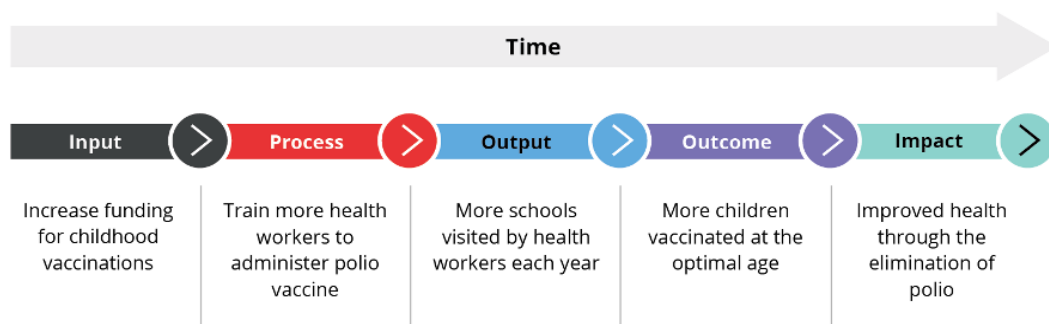 Time
Input
Process
Output
Outcome
Impact
Increase funding
for childhood
vaccinations
Train more health
workers to
administer polio
vaccine
More schools
visited by health
workers each year
More children
vaccinated at the
optimal age
Improved health
through the
elimination of
polio